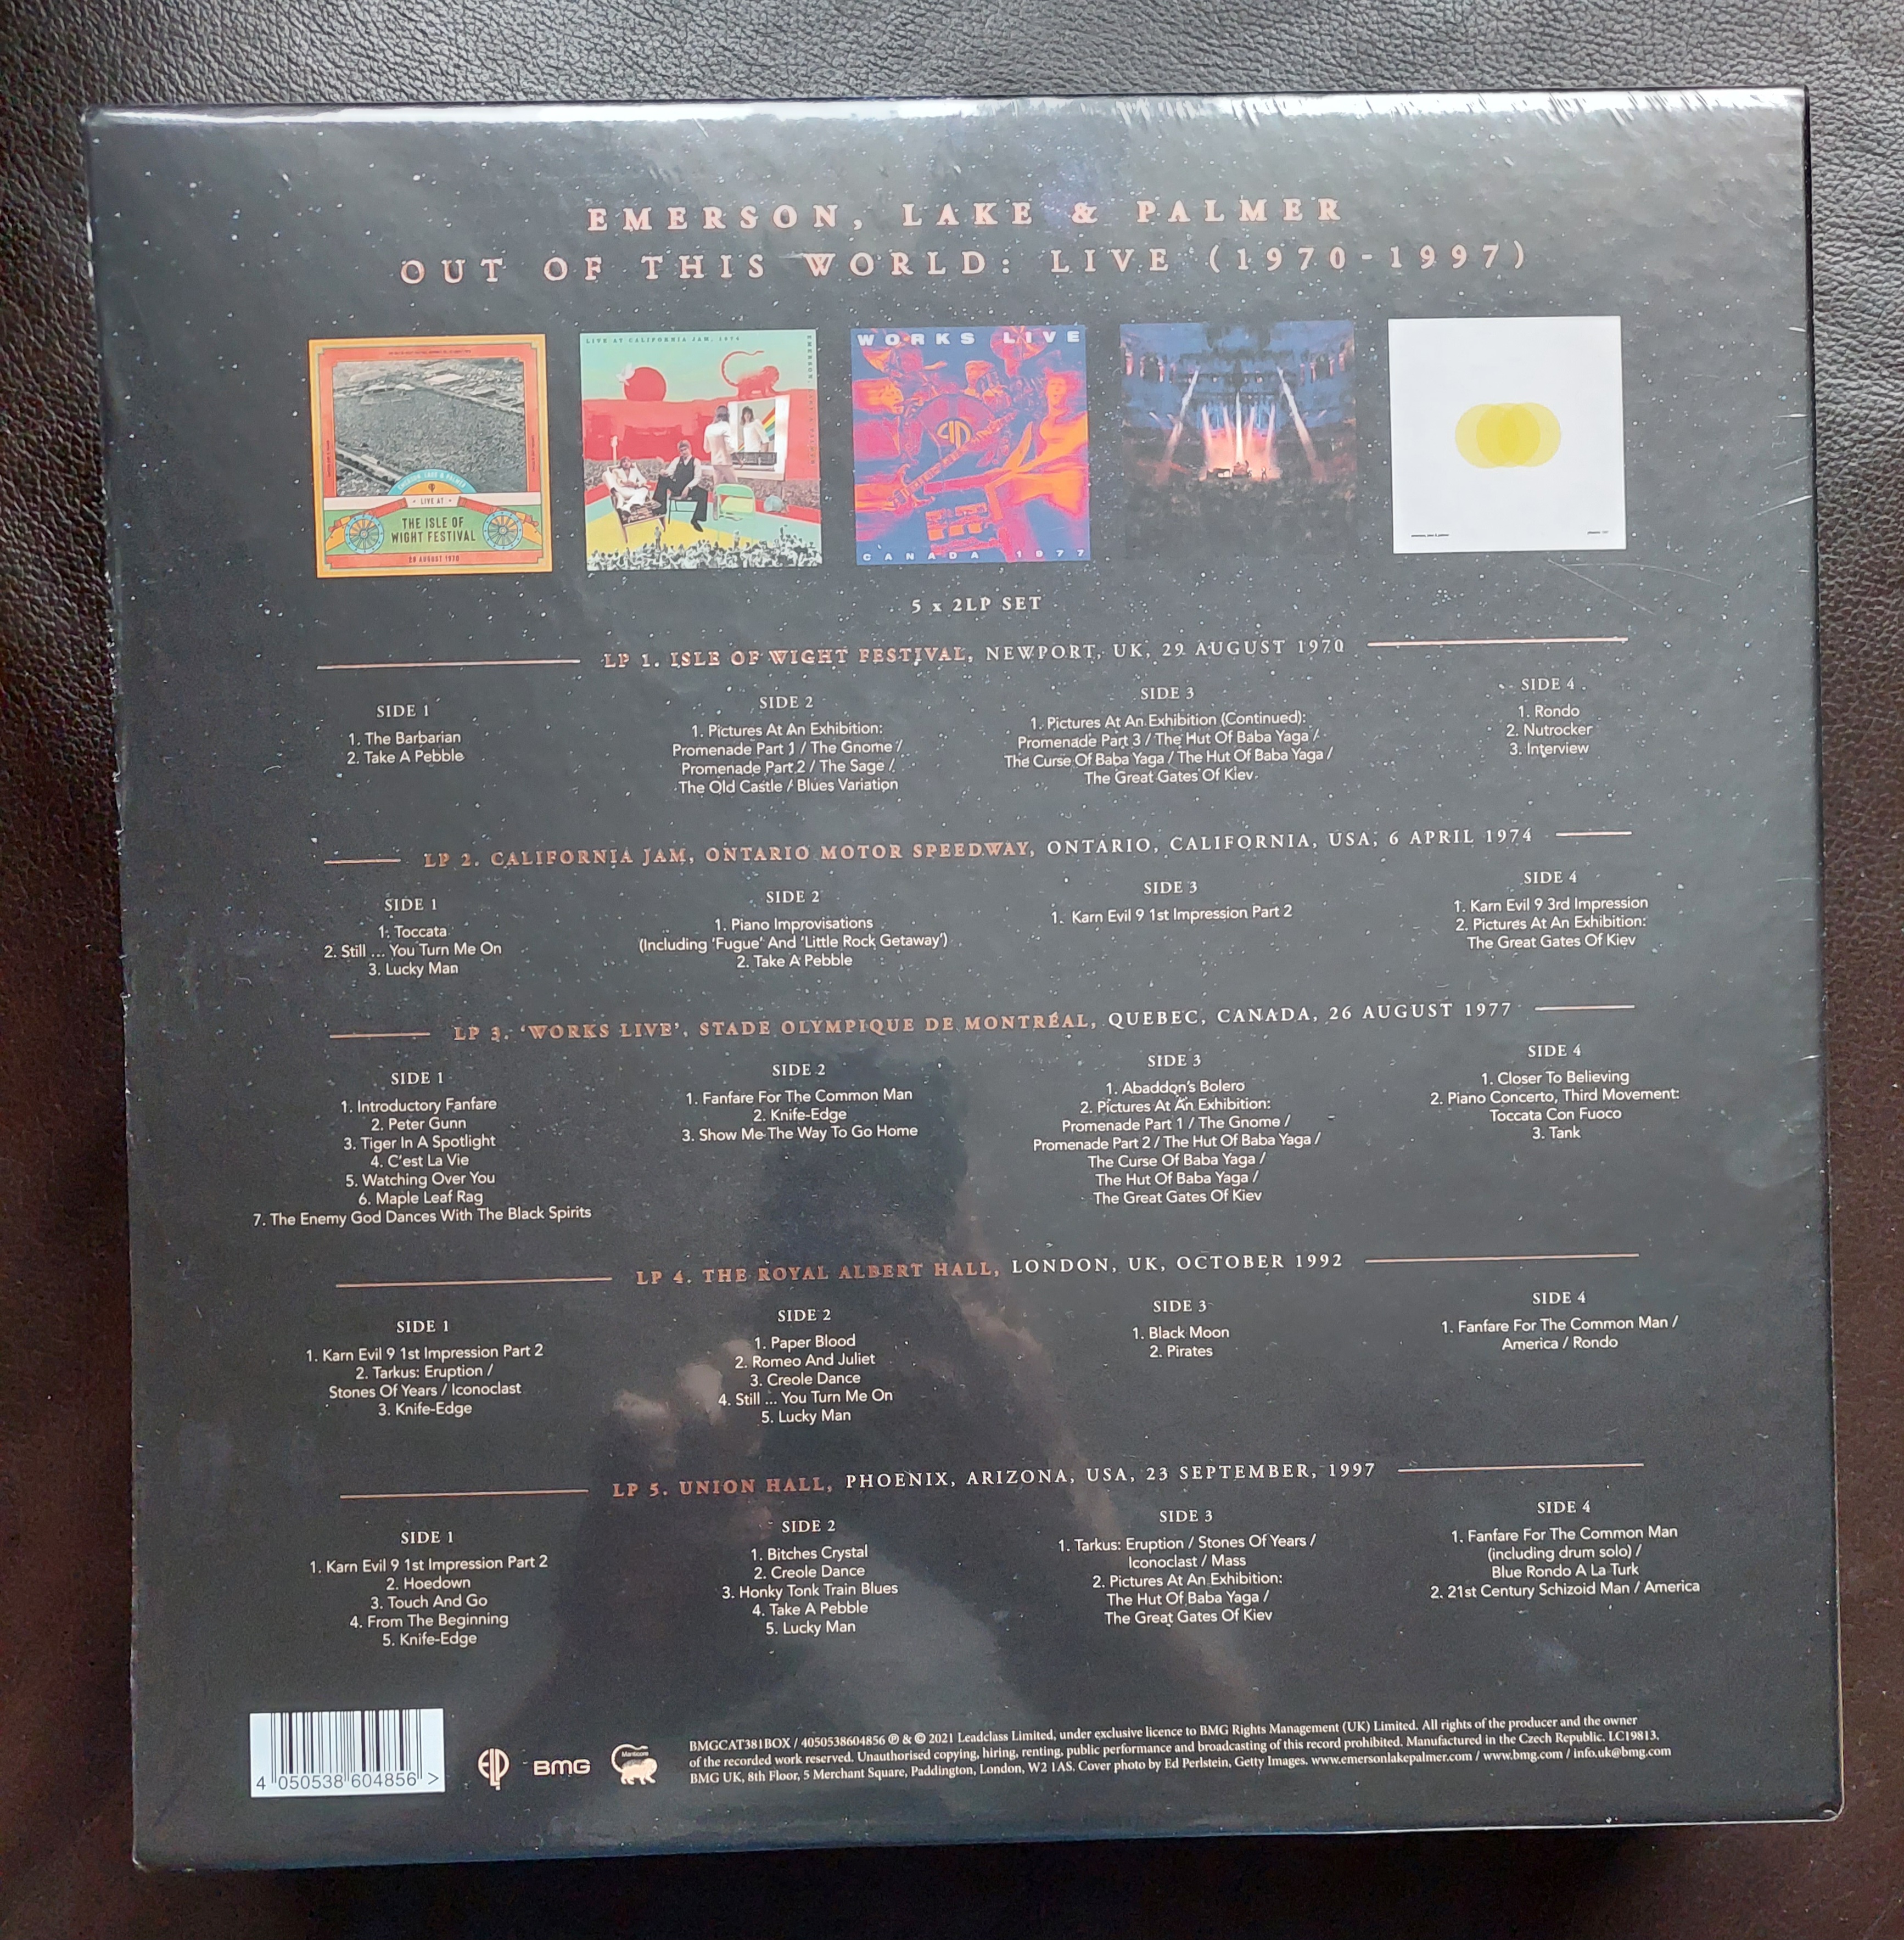 EMERSON, LAKE & PALMER
OUT OF THIS WORLD: LIVE (1970-1997)
LIVE AT
THE ISLE OF
WIGHT FESTIVAL
29 AUGUST 1970
LIVE AT CALIFORNIA JAM, 1974
WORKS LIVE
CANADA 1977
5 x 2LP SET
LP 1. ISLE OF WIGHT FESTIVAL, NEWPORT, UK, 29 AUGUST 1970
SIDE 1
1. The Barbarian
2. Take A Pebble
SIDE 2
1. Pictures At An Exhibition:
Promenade Part 1 / The Gnome /
Promenade Part 2 / The Sage /
The Old Castle / Blues Variation
SIDE 3
1. Pictures At An Exhibition (Continued):
Promenade Part 3 / The Hut Of Baba Yaga /
The Curse Of Baba Yaga / The Hut Of Baba Yaga /
The Great Gates Of Kiev
SIDE 4
1. Rondo
2. Nutrocker
3. Interview
LP 2. CALIFORNIA JAM, ONTARIO MOTOR SPEEDWAY, ONTARIO, CALIFORNIA, USA, 6 APRIL 1974
SIDE 1
1. Toccata
2. Still ... You Turn Me On
3. Lucky Man
SIDE 2
1. Piano Improvisations
(Including 'Fugue' And 'Little Rock Getaway')
2. Take A Pebble
SIDE 3
1. Karn Evil 9 1st Impression Part 2
SIDE 4
1. Karn Evil 9 3rd Impression
2. Pictures At An Exhibition:
The Great Gates Of Kiev
LP 3. 'WORKS LIVE', STADE OLYMPIQUE DE MONTRÉAL, QUEBEC, CANADA, 26 AUGUST 1977
SIDE 1
1. Introductory Fanfare
2. Peter Gunn
3. Tiger In A Spotlight
4. C'est La Vie
5. Watching Over You
6. Maple Leaf Rag
7. The Enemy God Dances With The Black Spirits
SIDE 2
1. Fanfare For The Common Man
2. Knife-Edge
3. Show Me The Way To Go Home
SIDE 3
1. Abaddon's Bolero
2. Pictures At An Exhibition:
Promenade Part 1 / The Gnome /
Promenade Part 2 / The Hut Of Baba Yaga /
The Curse Of Baba Yaga /
The Hut Of Baba Yaga /
The Great Gates Of Kiev
SIDE 4
1. Closer To Believing
2. Piano Concerto, Third Movement:
Toccata Con Fuoco
3. Tank
LP 4. THE ROYAL ALBERT HALL, LONDON, UK, OCTOBER 1992
SIDE 1
1. Karn Evil 9 1st Impression Part 2
2. Tarkus: Eruption /
Stones Of Years / Iconoclast
3. Knife-Edge
SIDE 2
1. Paper Blood
2. Romeo And Juliet
3. Creole Dance
4. Still ... You Turn Me On
5. Lucky Man
SIDE 3
1. Black Moon
2. Pirates
SIDE 4
1. Fanfare For The Common Man /
America / Rondo
LP 5. UNION HALL, PHOENIX, ARIZONA, USA, 23 SEPTEMBER, 1997
SIDE 1
1. Karn Evil 9 1st Impression Part 2
2. Hoedown
3. Touch And Go
4. From The Beginning
5. Knife-Edge
SIDE 2
1. Bitches Crystal
2. Creole Dance
3. Honky Tonk Train Blues
4. Take A Pebble
5. Lucky Man
SIDE 3
1. Tarkus: Eruption / Stones Of Years /
Iconoclast / Mass
2. Pictures At An Exhibition:
The Hut Of Baba Yaga /
The Great Gates Of Kiev
SIDE 4
1. Fanfare For The Common Man
(including drum solo) /
Blue Rondo A La Turk
2. 21st Century Schizoid Man / America
4 050538 604856 >
ELP
BMG
Manticore
BMGCAT381BOX / 4050538604856 ℗ & © 2021 Leadclass Limited, under exclusive licence to BMG Rights Management (UK) Limited. All rights of the producer and the owner
of the recorded work reserved. Unauthorised copying, hiring, renting, public performance and broadcasting of this record prohibited. Manufactured in the Czech Republic. LC19813.
BMG UK, 8th Floor, 5 Merchant Square, Paddington, London, W2 1AS. Cover photo by Ed Perlstein, Getty Images. www.emersonlakepalmer.com / www.bmg.com / info.uk@bmg.com